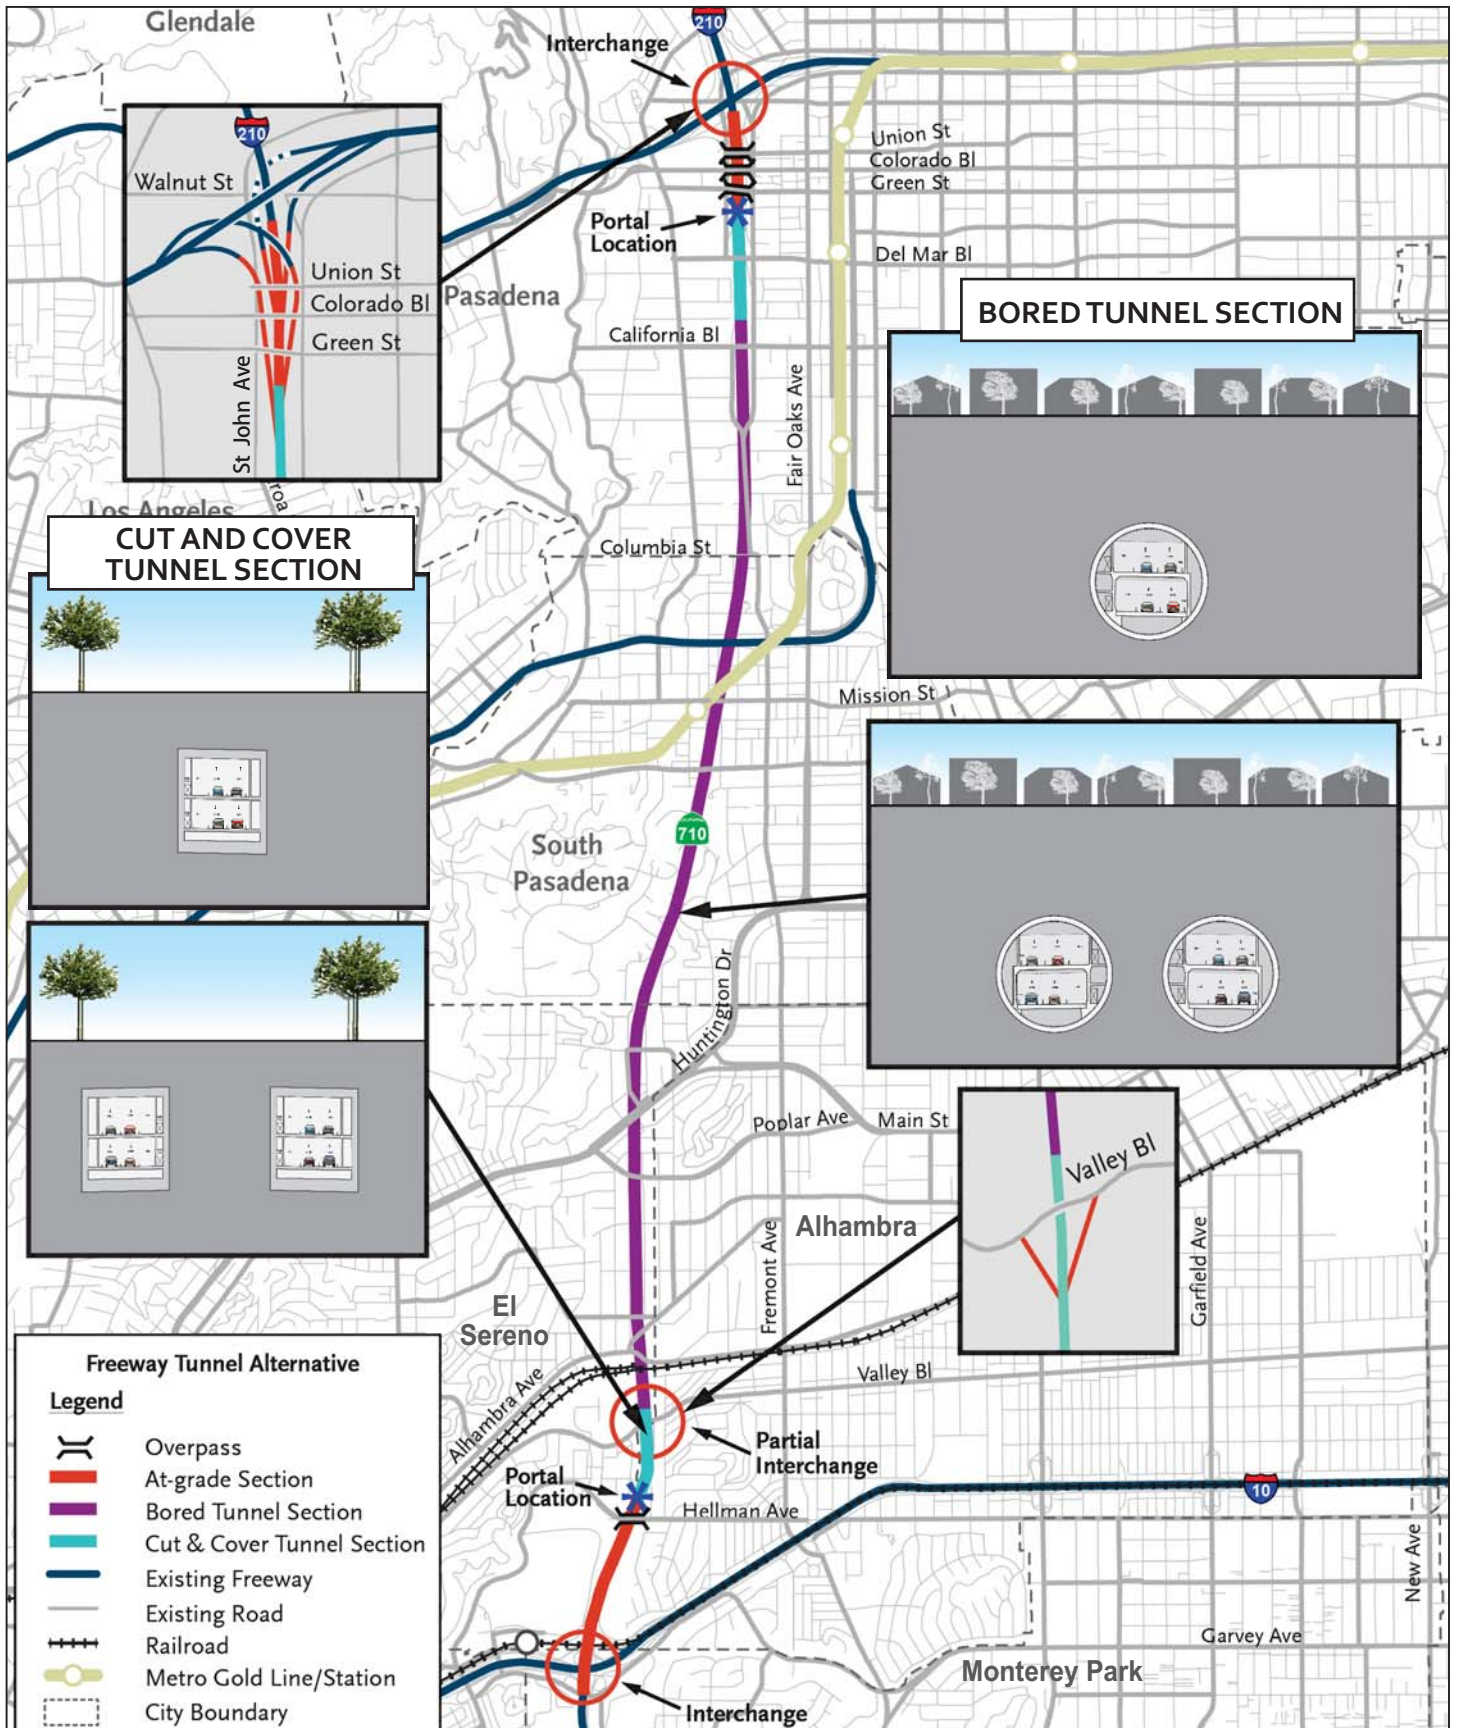 Glendale
210
Interchange
210
Walnut St
Union St
Colorado Bl
Green St
St John Ave
Union St
Colorado Bl
Green St
Portal
Location
Del Mar Bl
Pasadena
California Bl
Fair Oaks Ave
BORED TUNNEL SECTION
Los Angeles
roa
CUT AND COVER
TUNNEL SECTION
Columbia St
Mission St
710
South
Pasadena
Huntington Dr
Poplar Ave
Main St
Valley Bl
Alhambra
Fremont Ave
Garfield Ave
El
Sereno
Alhambra Ave
Valley Bl
Partial
Interchange
Portal
Location
Hellman Ave
10
New Ave
Garvey Ave
Monterey Park
Interchange
Freeway Tunnel Alternative
Legend
Overpass
At-grade Section
Bored Tunnel Section
Cut & Cover Tunnel Section
Existing Freeway
Existing Road
Railroad
Metro Gold Line/Station
City Boundary